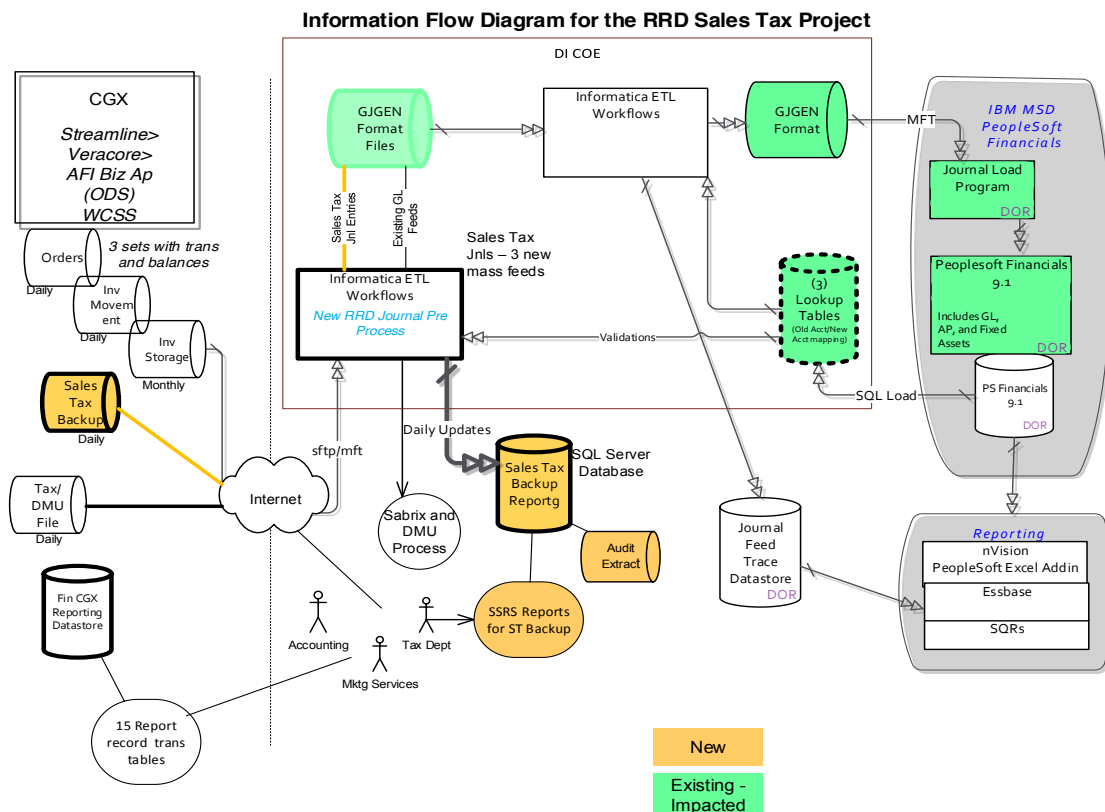 Information Flow Diagram for the RRD Sales Tax Project
DI COE
CGX
Streamline>
Veracore>
AFI Biz Ap
(ODS)
WCSS
3 sets with trans
and balances
Orders
Daily
Inv
Movem
ent
Daily
Inv
Storage
Monthly
Sales
Tax
Backup
Daily
Tax/
DMU
File
Daily
Fin CGX
Reporting
Datastore
15 Report
record trans
tables
Internet
sftp/mft
GJGEN
Format
Files
Sales Tax
Jnl Entries
Existing GL
Feeds
Sales Tax
Jnls – 3 new
mass feeds
Informatica ETL
Workflows
New RRD Journal Pre
Process
Informatica ETL
Workflows
GJGEN
Format
MFT
(3)
Lookup
Tables
(Old Acct/New
Acct mapping)
Validations
SQL Load
Daily Updates
Sabrix and
DMU
Process
SQL Server
Database
Sales Tax
Backup
Reportg
Audit
Extract
SSRS Reports
for ST Backup
Accounting
Mktg Services
Tax Dept
Journal
Feed
Trace
Datastore
DOR
IBM MSD
PeopleSoft
Financials
Journal Load
Program
DOR
Peoplesoft Financials
9.1
Includes GL,
AP, and Fixed
Assets
DOR
PS Financials
9.1
DOR
Reporting
nVision
PeopleSoft Excel Addin
Essbase
SQRs
New
Existing -
Impacted